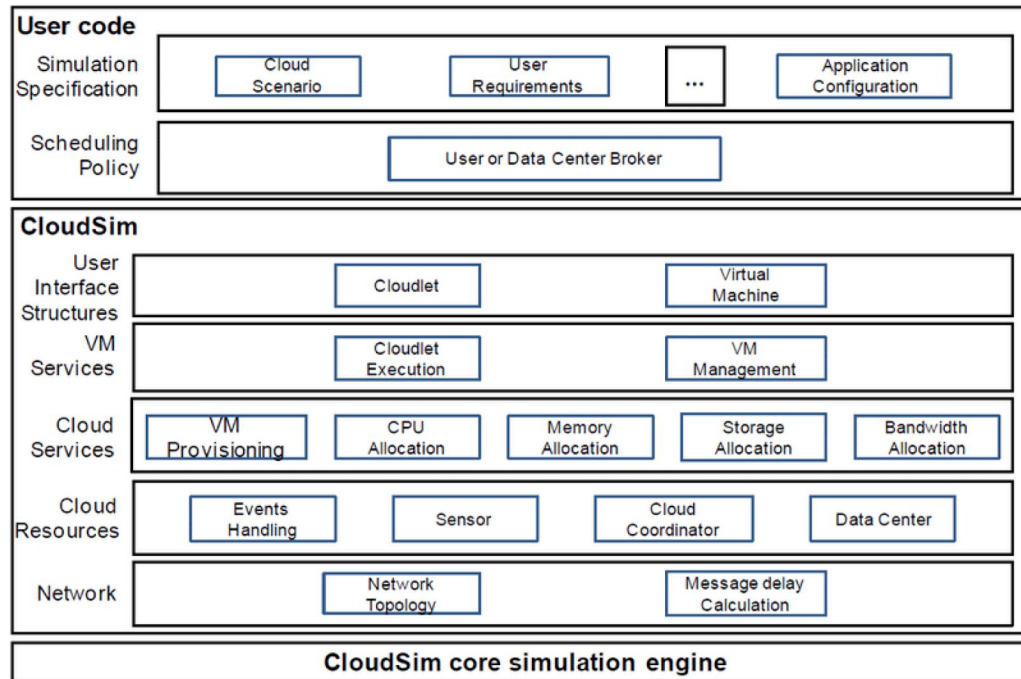 User code
Simulation
Specification
Cloud
Scenario
User
Requirements
...
Application
Configuration
Scheduling
Policy
User or Data Center Broker
CloudSim
User
Interface
Structures
Cloudlet
Virtual
Machine
VM
Services
Cloudlet
Execution
VM
Management
Cloud
Services
VM
Provisioning
CPU
Allocation
Memory
Allocation
Storage
Allocation
Bandwidth
Allocation
Cloud
Resources
Events
Handling
Sensor
Cloud
Coordinator
Data Center
Network
Network
Topology
Message delay
Calculation
CloudSim core simulation engine